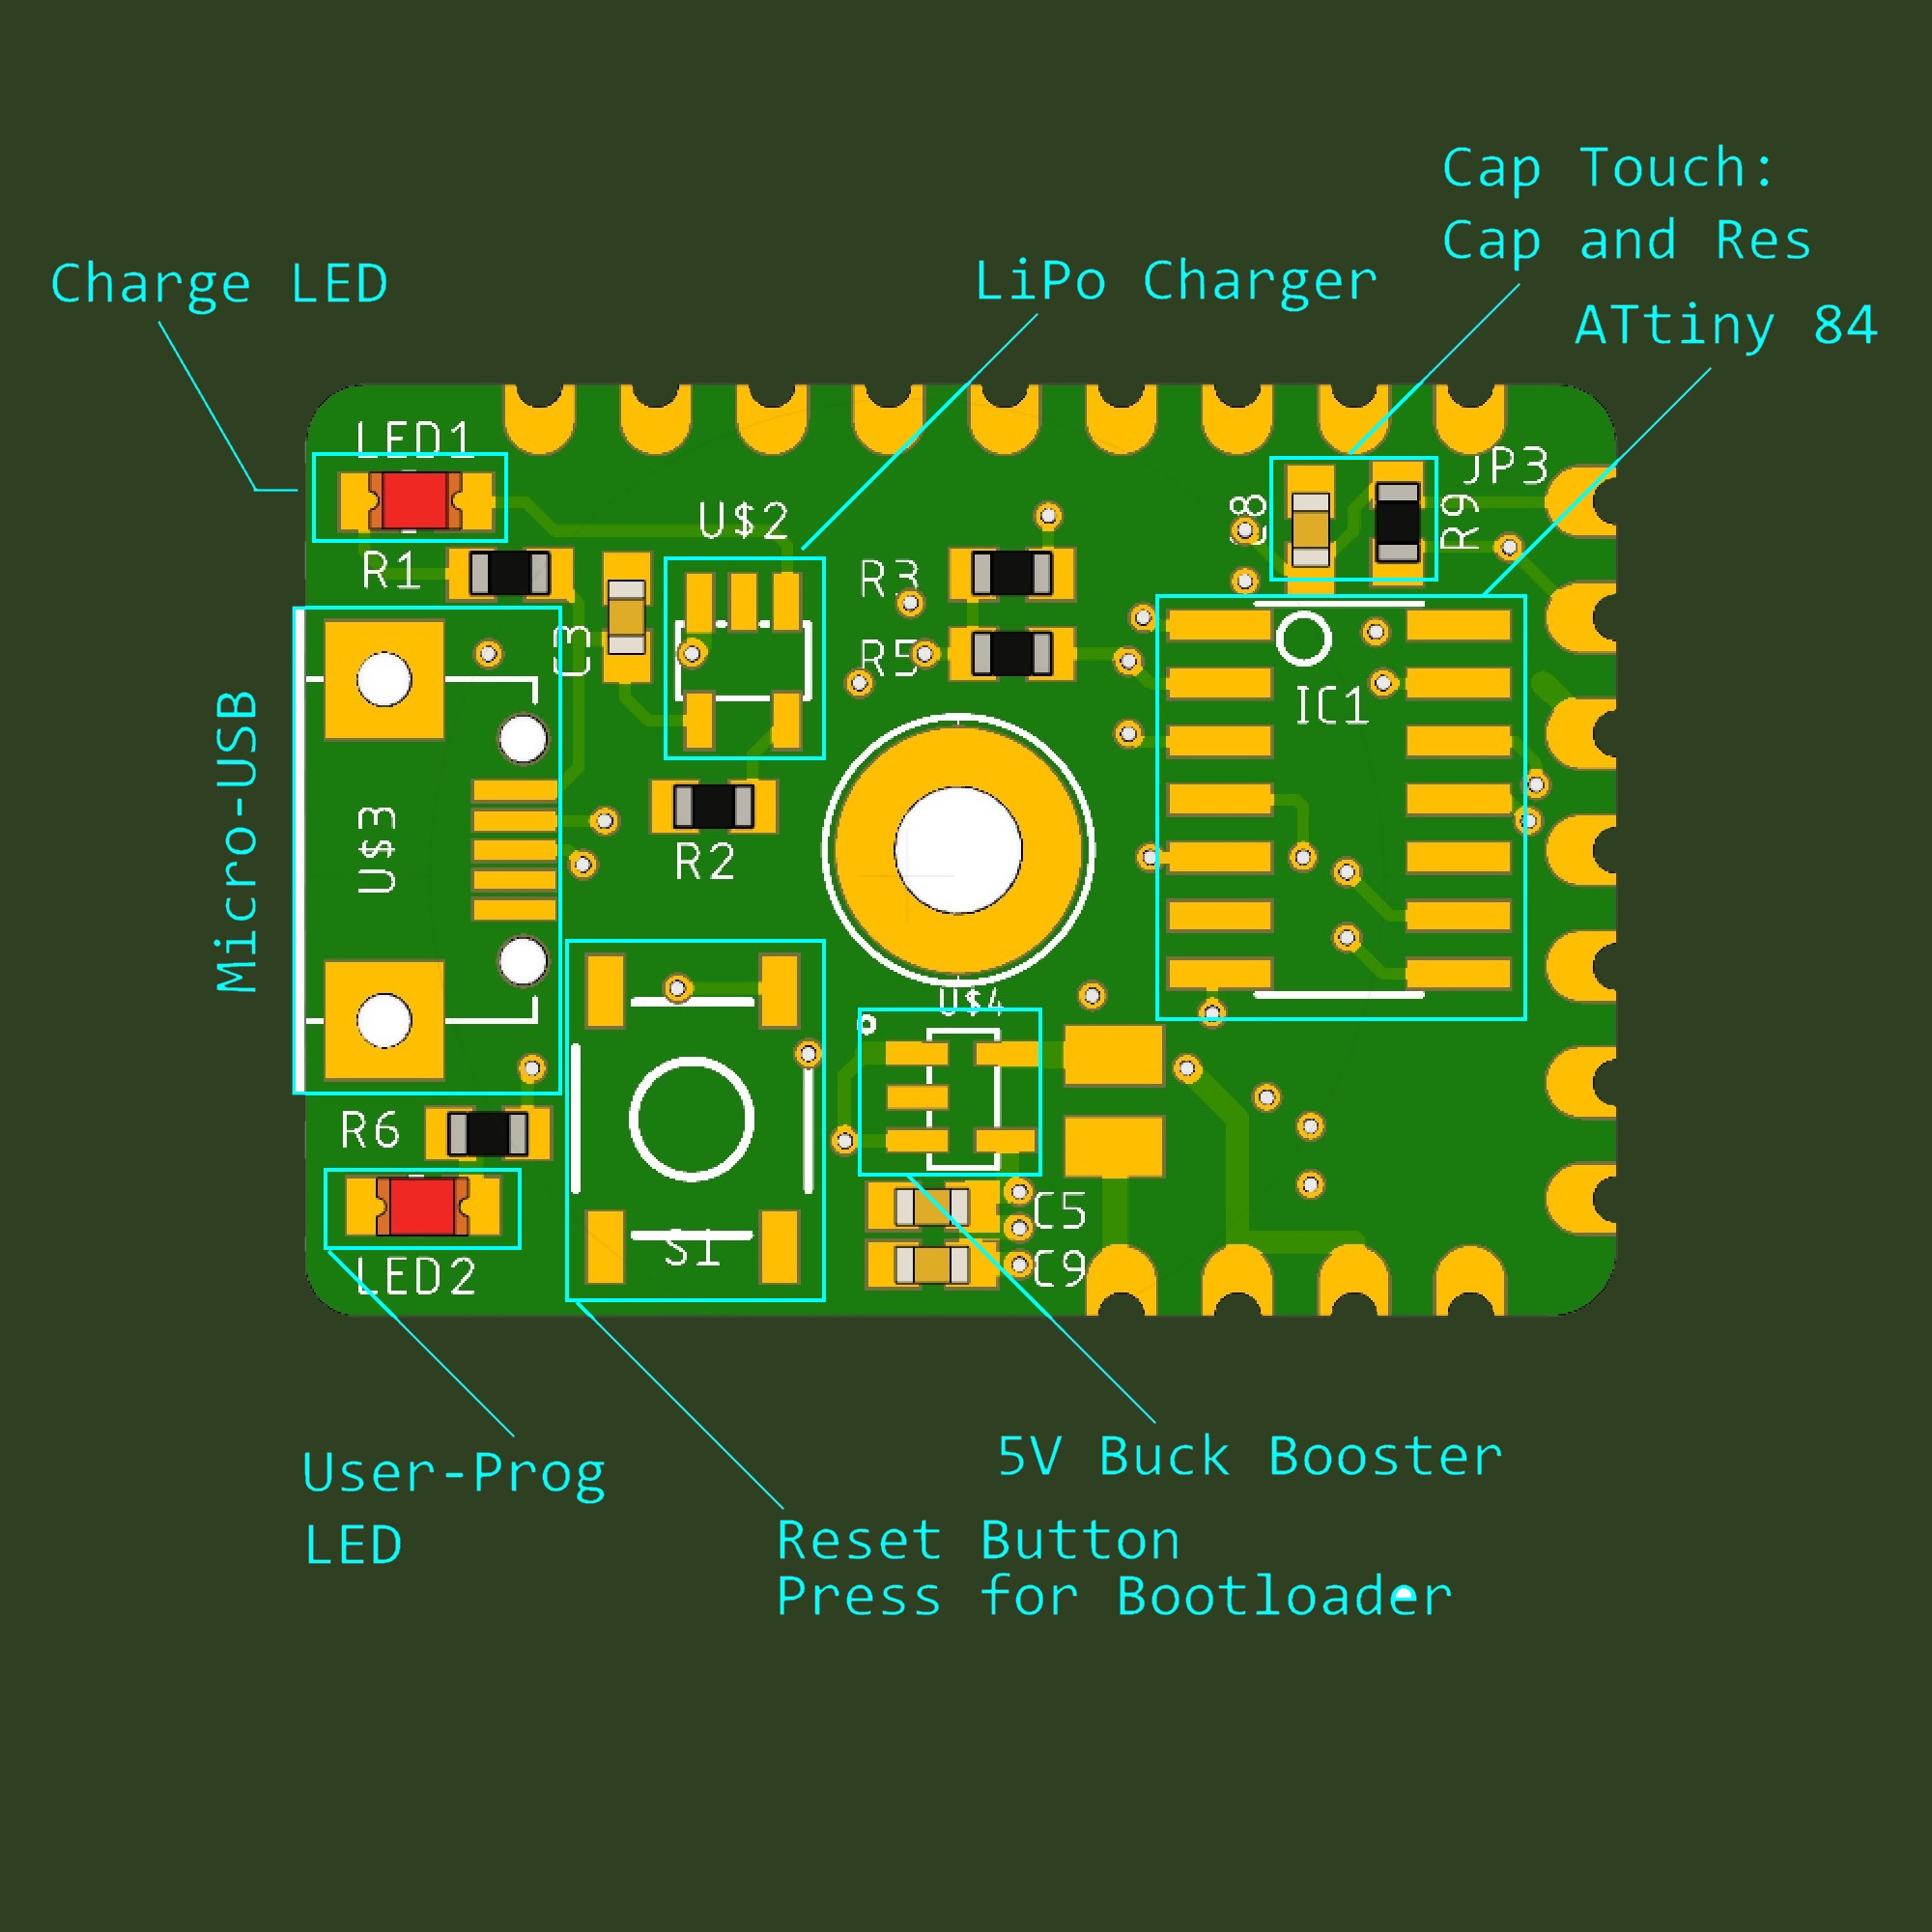 Cap Touch:
Cap and Res
Charge LED
LiPo Charger
ATtiny 84
LED1
JP3
U$2
C8
R9
R1
R3
C3
R5
IC1
Micro-USB
U$3
R2
U$4
R6
C5
S1
C9
LED2
5V Buck Booster
User-Prog
LED
Reset Button
Press for Bootloader